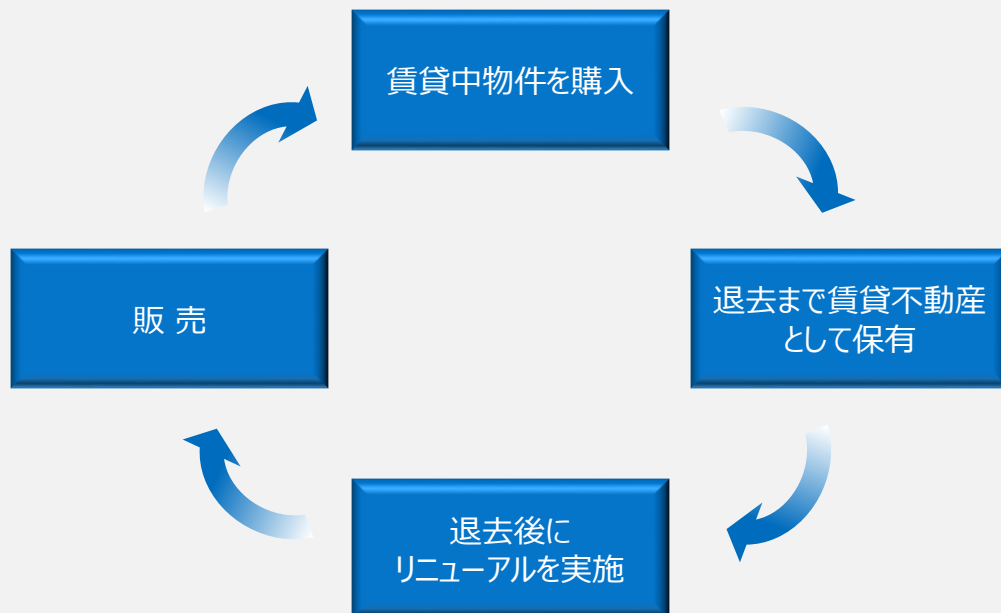 賃貸中物件を購入
退去まで賃貸不動産
として保有
退去後に
リニューアルを実施
販 売